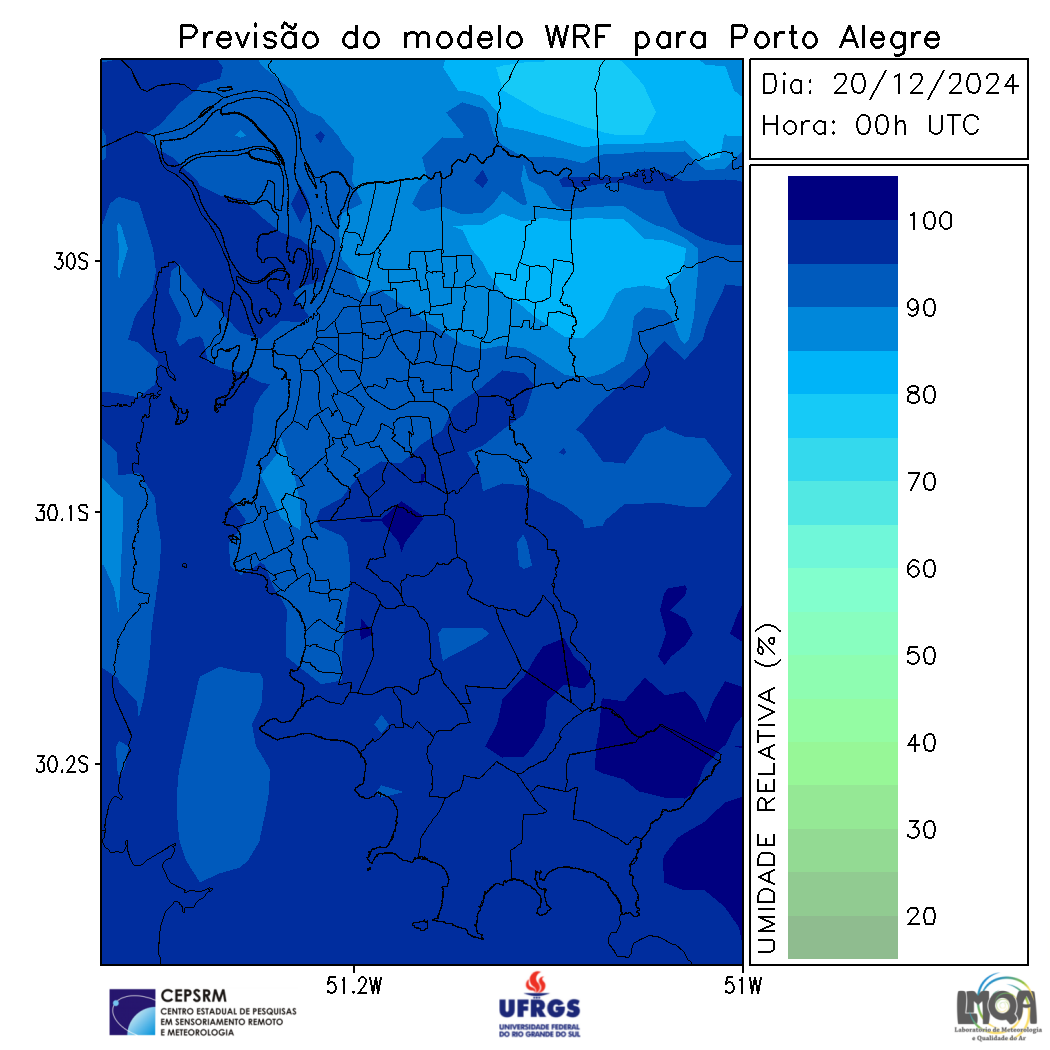 Previsão do modelo WRF para Porto Alegre
Dia: 20/12/2024
Hora: 00h UTC
30S
30.1S
30.2S
51.2W
51W
UMIDADE RELATIVA (%)
100
90
80
70
60
50
40
30
20
CEPSRM
CENTRO ESTADUAL DE PESQUISAS
EM SENSORIAMENTO REMOTO
E METEOROLOGIA
UFRGS
UNIVERSIDADE FEDERAL
DO RIO GRANDE DO SUL
LMQA
Laboratório de Meteorologia
e Qualidade do Ar